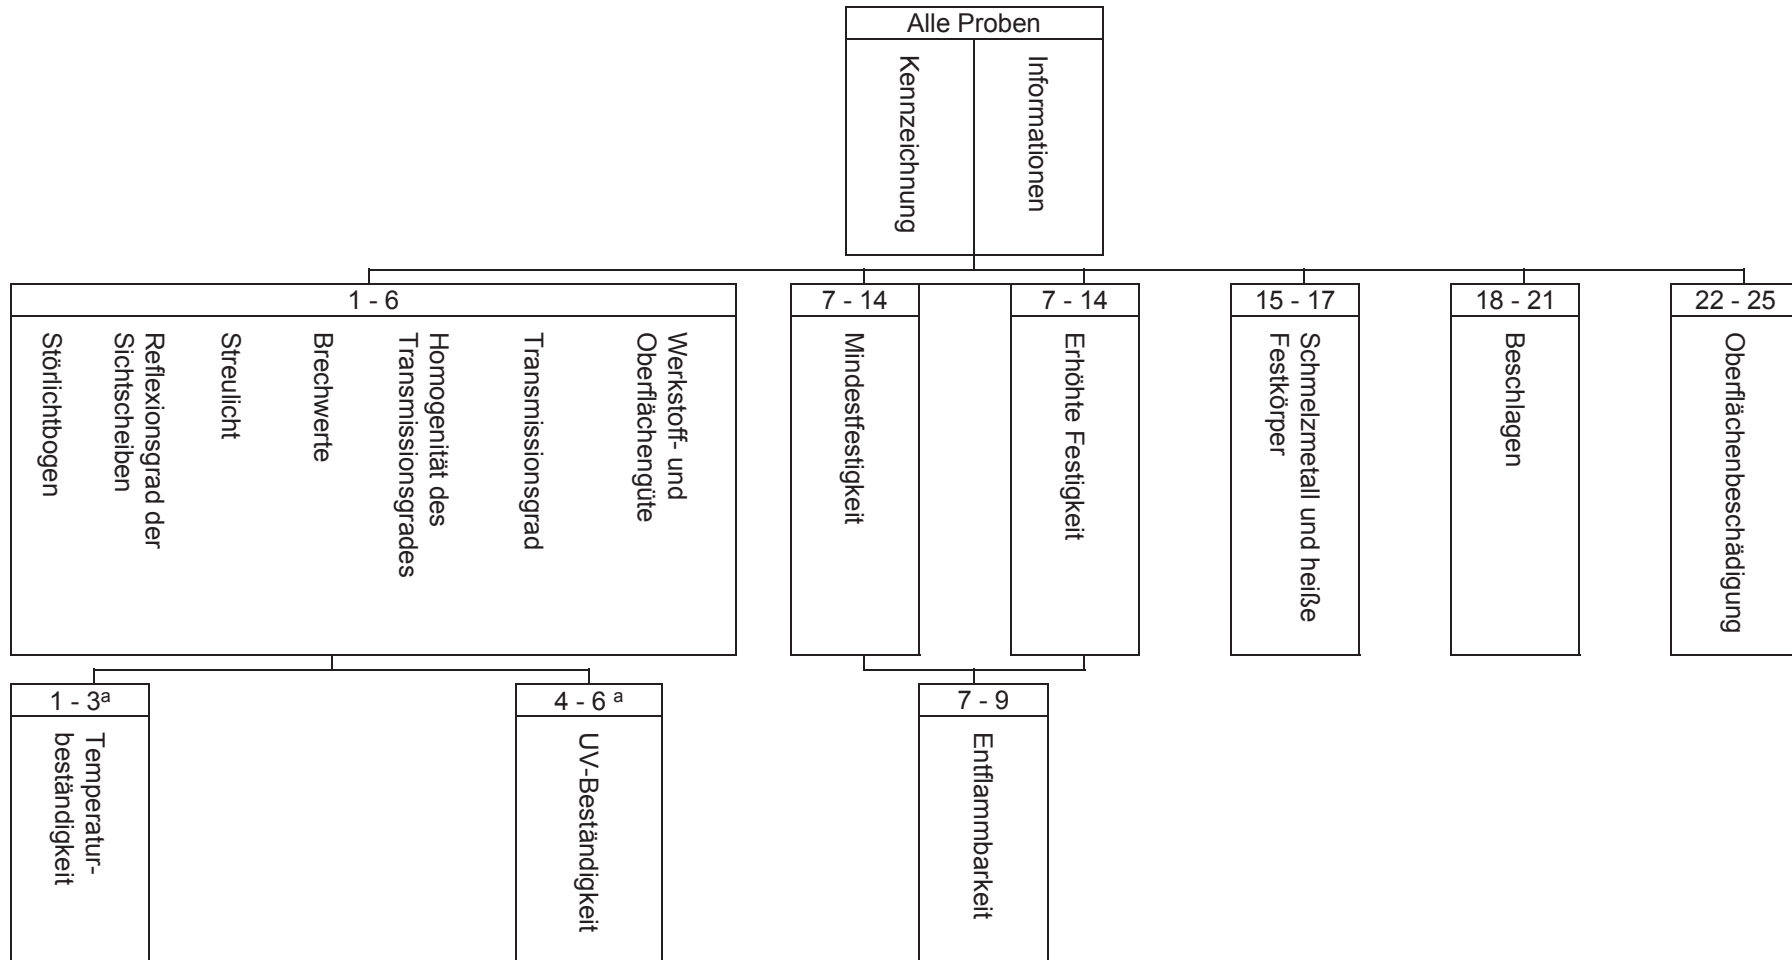 Alle Proben
Kennzeichnung
Informationen
1 - 6
Störlichtbogen
Reflexionsgrad der
Sichtscheiben
Streulicht
Brechwerte
Homogenität des
Transmissionsgrades
Transmissionsgrad
Werkstoff- und
Oberflächengüte
7 - 14
Mindestfestigkeit
7 - 14
Erhöhte Festigkeit
15 - 17
Schmelzmetall und heiße
Festkörper
18 - 21
Beschlagen
22 - 25
Oberflächenbeschädigung
1 - 3a
Temperatur-
beständigkeit
4 - 6 a
UV-Beständigkeit
7 - 9
Entflammbarkeit